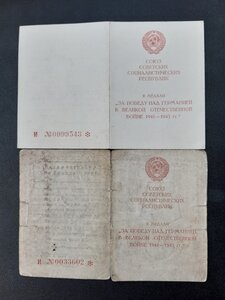 СОЮЗ
СОВЕТСКИХ
СОЦИАЛИСТИЧЕСКИХ
РЕСПУБЛИК
К МЕДАЛИ
„ЗА ПОБЕДУ НАД ГЕРМАНИЕЙ
В ВЕЛИКОЙ ОТЕЧЕСТВЕННОЙ
ВОЙНЕ 1941—1945 гг."
И №0099543 *
СОЮЗ
СОВЕТСКИХ
СОЦИАЛИСТИЧЕСКИХ
РЕСПУБЛИК
К МЕДАЛИ
„ЗА ПОБЕДУ НАД ГЕРМАНИЕЙ
В ВЕЛИКОЙ ОТЕЧЕСТВЕННОЙ
ВОЙНЕ 1941—1945 гг."
И №0033602 *